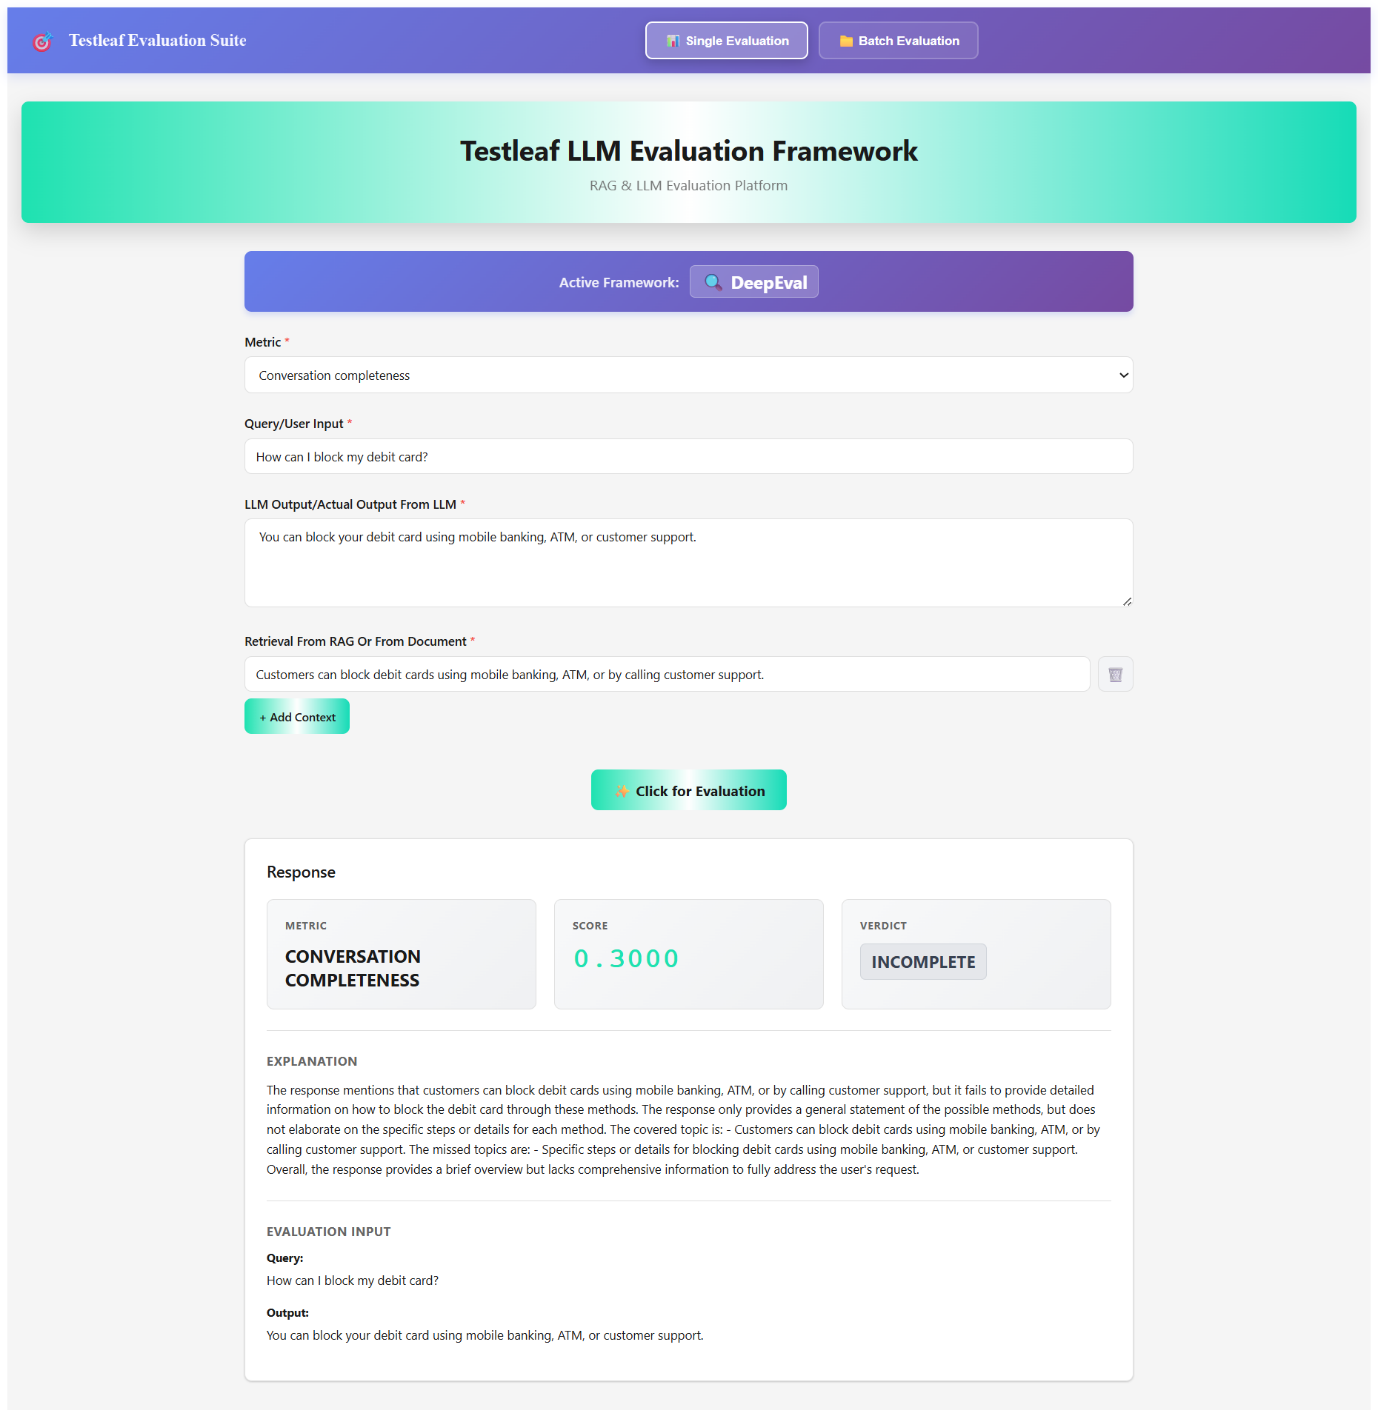 Testleaf Evaluation Suite
Single Evaluation
Batch Evaluation
Testleaf LLM Evaluation Framework
RAG & LLM Evaluation Platform
Active Framework: DeepEval
Metric *
Conversation completeness
Query/User Input *
How can I block my debit card?
LLM Output/Actual Output From LLM *
You can block your debit card using mobile banking, ATM, or customer support.
Retrieval From RAG Or From Document *
Customers can block debit cards using mobile banking, ATM, or by calling customer support.
+ Add Context
Click for Evaluation
Response
METRIC
CONVERSATION
COMPLETENESS
SCORE
0.3000
VERDICT
INCOMPLETE
EXPLANATION
The response mentions that customers can block debit cards using mobile banking, ATM, or by calling customer support, but it fails to provide detailed
information on how to block the debit card through these methods. The response only provides a general statement of the possible methods, but does
not elaborate on the specific steps or details for each method. The covered topic is: - Customers can block debit cards using mobile banking, ATM, or by
calling customer support. The missed topics are: - Specific steps or details for blocking debit cards using mobile banking, ATM, or customer support.
Overall, the response provides a brief overview but lacks comprehensive information to fully address the user's request.
EVALUATION INPUT
Query:
How can I block my debit card?
Output:
You can block your debit card using mobile banking, ATM, or customer support.